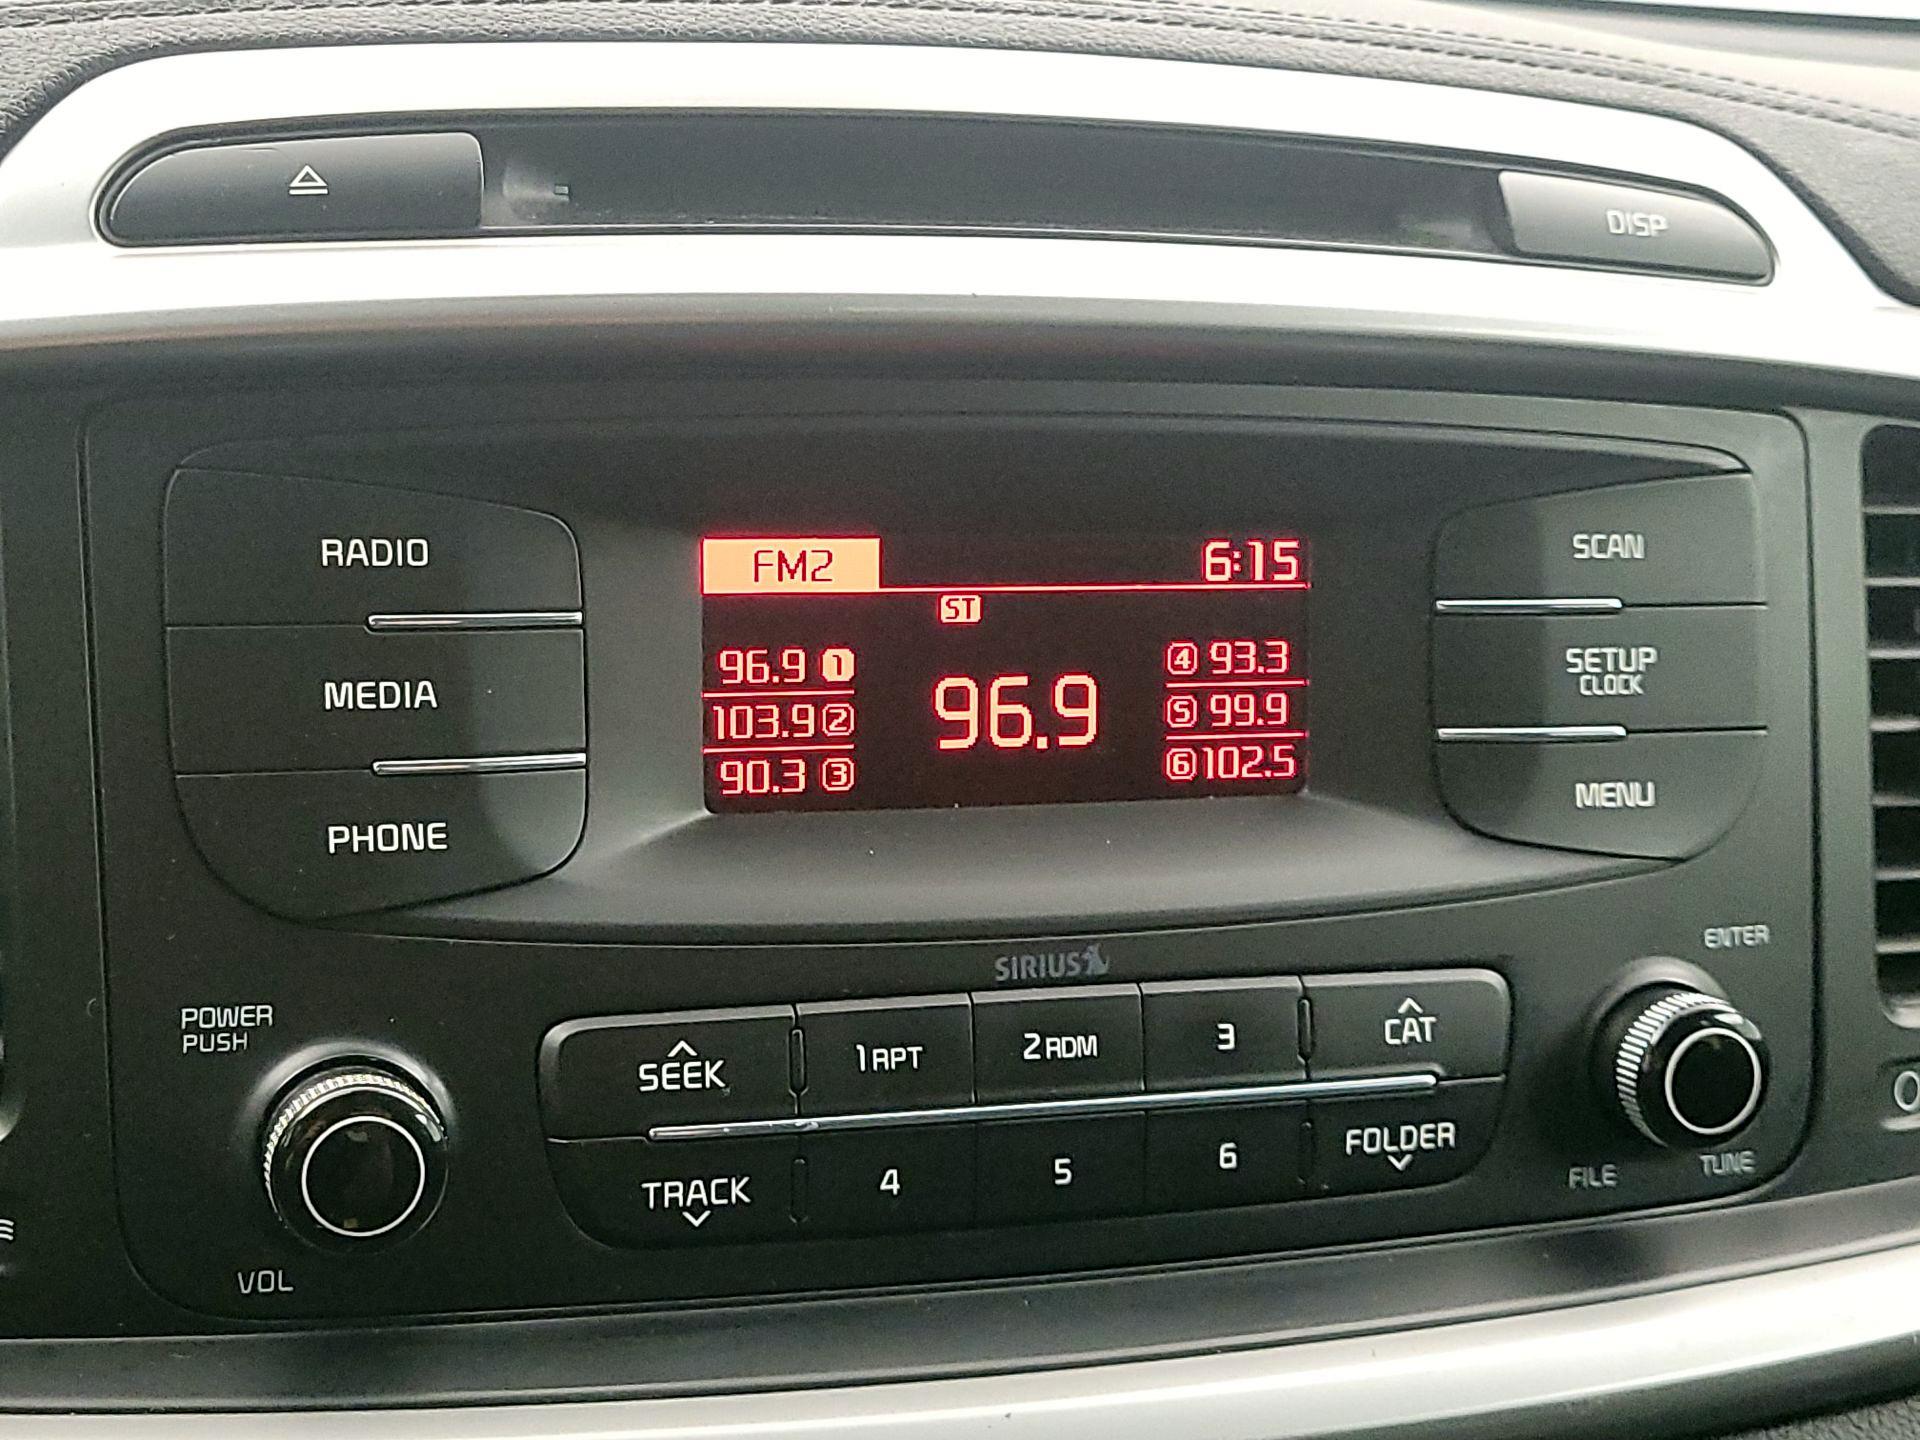 DISP
RADIO
MEDIA
PHONE
FM2
6:15
ST
96.9 1
103.9 2
90.3 3
96.9
4 93.3
5 99.9
6 102.5
SCAN
SETUP
CLOCK
MENU
SIRIUS
POWER
PUSH
VOL
SEEK
1 RPT
2 RDM
3
CAT
TRACK
4
5
6
FOLDER
ENTER
FILE
TUNE